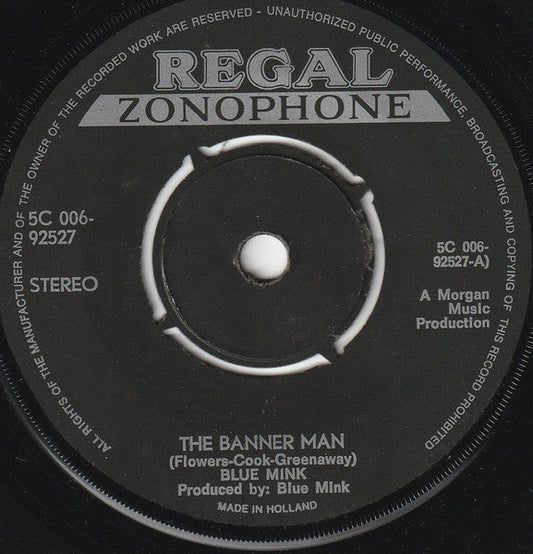 ALL RIGHTS OF THE MANUFACTURER AND OF THE OWNER OF THE RECORDED WORK ARE RESERVED - UNAUTHORIZED PUBLIC PERFORMANCE, BROADCASTING AND COPYING OF THIS RECORD PROHIBITED
REGAL
ZONOPHONE
5C 006-
92527
STEREO
5C 006-
92527-A)
A Morgan
Music
Production
THE BANNER MAN
(Flowers-Cook-Greenaway)
BLUE MINK
Produced by: Blue Mink
MADE IN HOLLAND